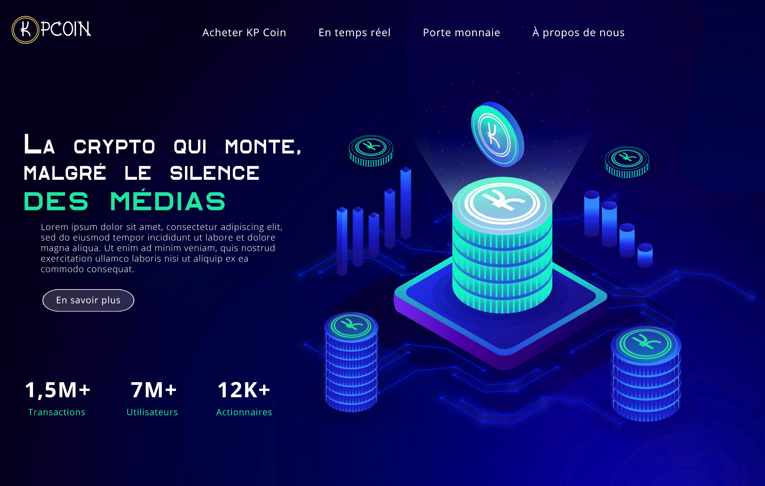 KPCOIN
Acheter KP Coin
En temps réel
Porte monnaie
À propos de nous
La crypto qui monte,
malgré le silence
des médias
Lorem ipsum dolor sit amet, consectetur adipiscing elit,
sed do eiusmod tempor incididunt ut labore et dolore
magna aliqua. Ut enim ad minim veniam, quis nostrud
exercitation ullamco laboris nisi ut aliquip ex ea
commodo consequat.
En savoir plus
1,5M+
7M+
12K+
Transactions
Utilisateurs
Actionnaires